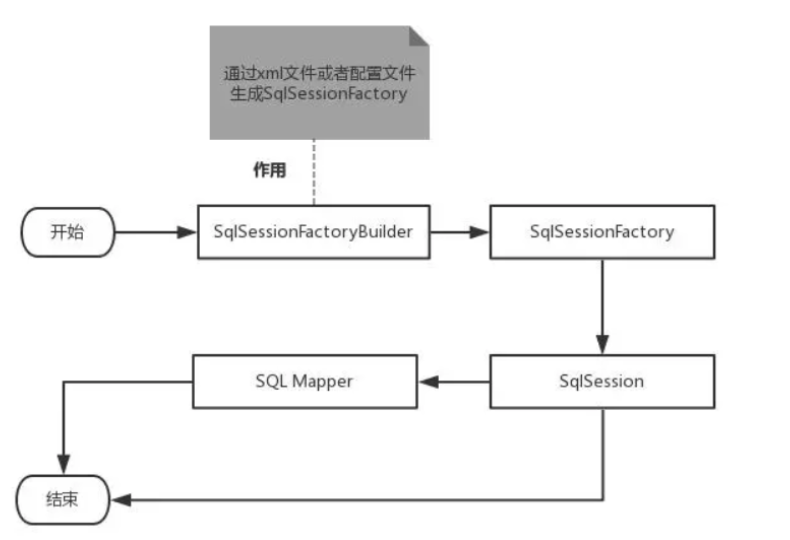 通过xml文件或者配置文件
生成SqlSessionFactory
作用
开始
SqlSessionFactoryBuilder
SqlSessionFactory
SQL Mapper
SqlSession
结束